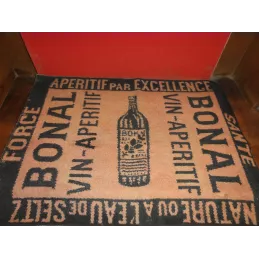 APERITIF PAR EXCELLENCE
FORCE
BONAL
VIN-APERITIF
BONAL
VIN-APERITIF
BONAL
SANTE
NATURE OU A L'EAU DE SELTZ